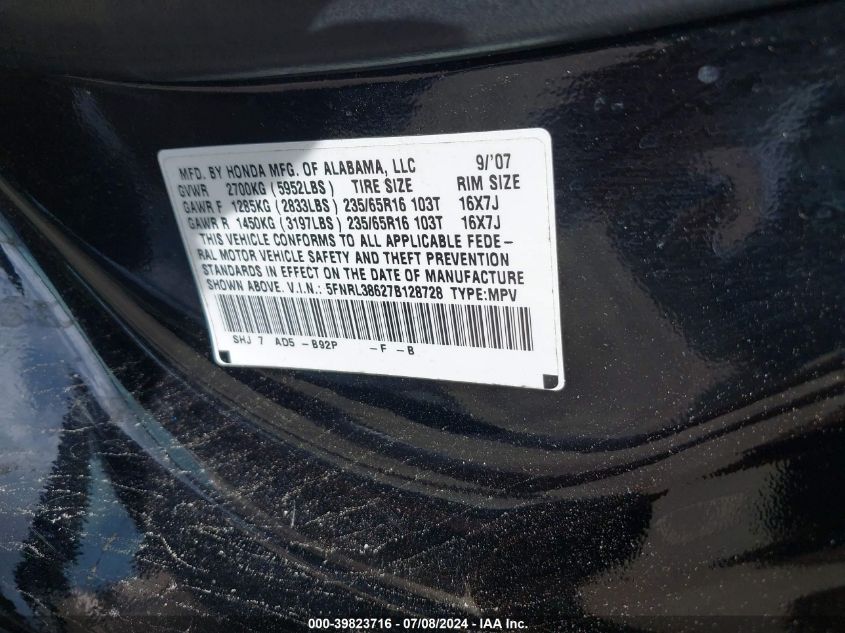 MFD. BY HONDA MFG. OF ALABAMA, LLC 9/'07
GVWR 2700KG (5952LBS) TIRE SIZE RIM SIZE
GAWR F 1285KG (2833LBS) 235/65R16 103T 16X7J
GAWR R 1450KG (3197LBS) 235/65R16 103T 16X7J
THIS VEHICLE CONFORMS TO ALL APPLICABLE FEDE-
RAL MOTOR VEHICLE SAFETY AND THEFT PREVENTION
STANDARDS IN EFFECT ON THE DATE OF MANUFACTURE
SHOWN ABOVE. V.I.N.: 5FNRL38627B128728 TYPE:MPV
SHJ 7 AD5 -B92P -F -B
000-39823716 - 07/08/2024 - IAA Inc.